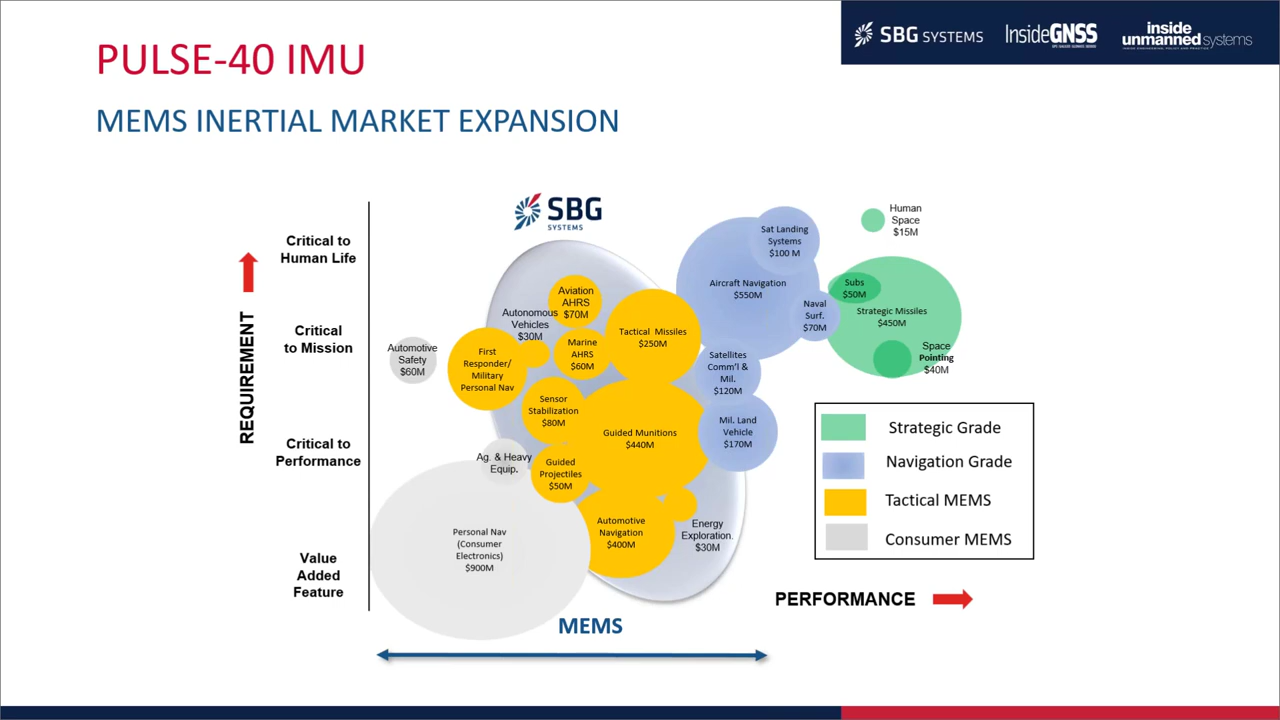 SBG SYSTEMS
InsideGNSS
inside
unmanned systems
PULSE-40 IMU
MEMS INERTIAL MARKET EXPANSION
SBG
SYSTEMS
REQUIREMENT
Critical to
Human Life
Critical
to Mission
Critical to
Performance
Value
Added
Feature
Human
Space
$15M
Sat Landing
Systems
$100 M
Aircraft Navigation
$550M
Subs
$50M
Strategic Missiles
$450M
Naval
Surf.
$70M
Space
Pointing
$40M
Aviation
AHRS
$70M
Autonomous
Vehicles
$30M
Tactical Missiles
$250M
Marine
AHRS
$60M
Automotive
Safety
$60M
First
Responder/
Military
Personal Nav
Satellites
Comm'l &
Mil.
$120M
Sensor
Stabilization
$80M
Guided Munitions
$440M
Mil. Land
Vehicle
$170M
Ag. & Heavy
Equip.
Guided
Projectiles
$50M
Personal Nav
(Consumer
Electronics)
$900M
Automotive
Navigation
$400M
Energy
Exploration.
$30M
Strategic Grade
Navigation Grade
Tactical MEMS
Consumer MEMS
PERFORMANCE
MEMS